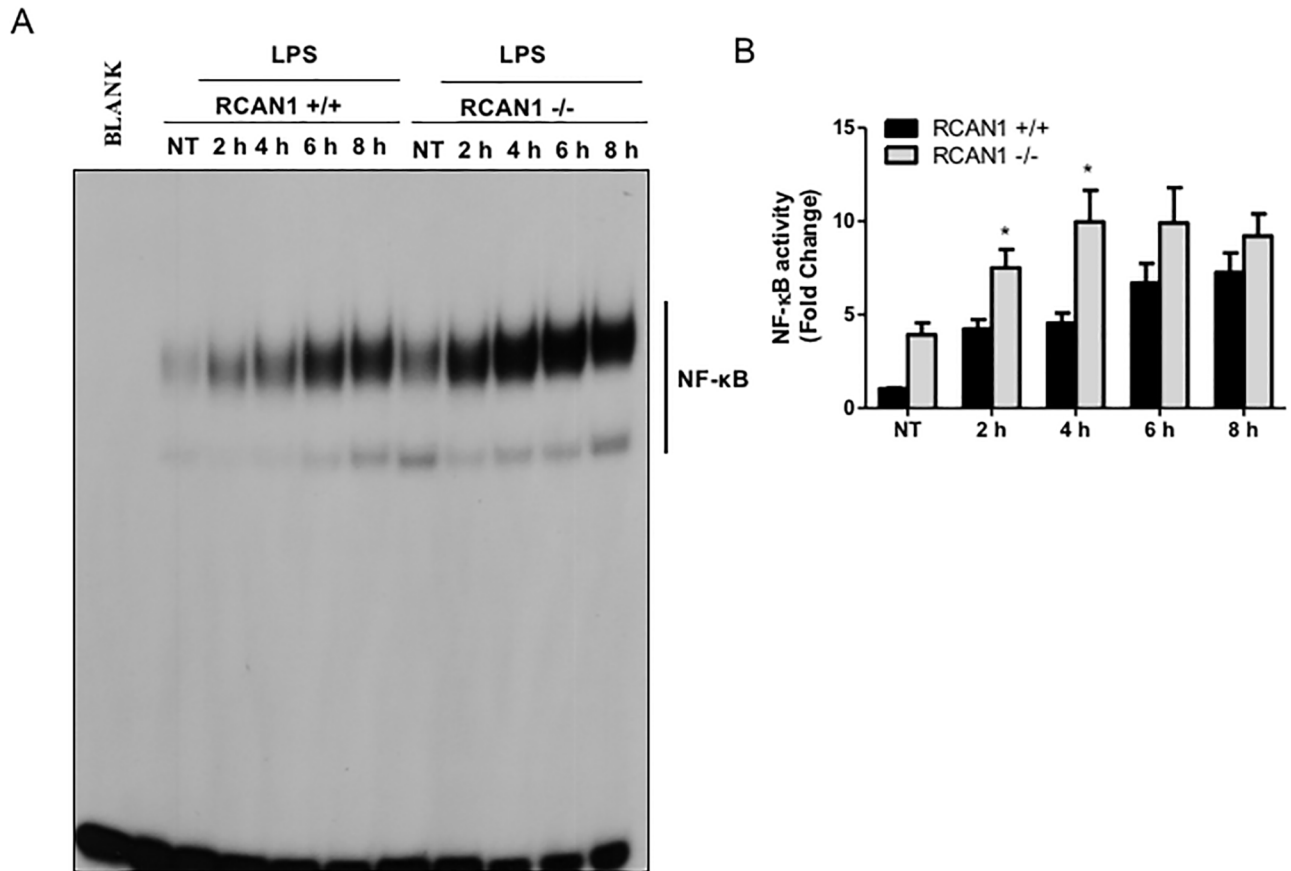 A
BLANK
LPS
LPS
RCAN1 +/+
RCAN1 -/-
NT 2 h 4 h 6 h 8 h NT 2 h 4 h 6 h 8 h
NF-κB
B
NF-κB activity
(Fold Change)
15
10
5
0
RCAN1 +/+
RCAN1 -/-
*
*
NT 2 h 4 h 6 h 8 h